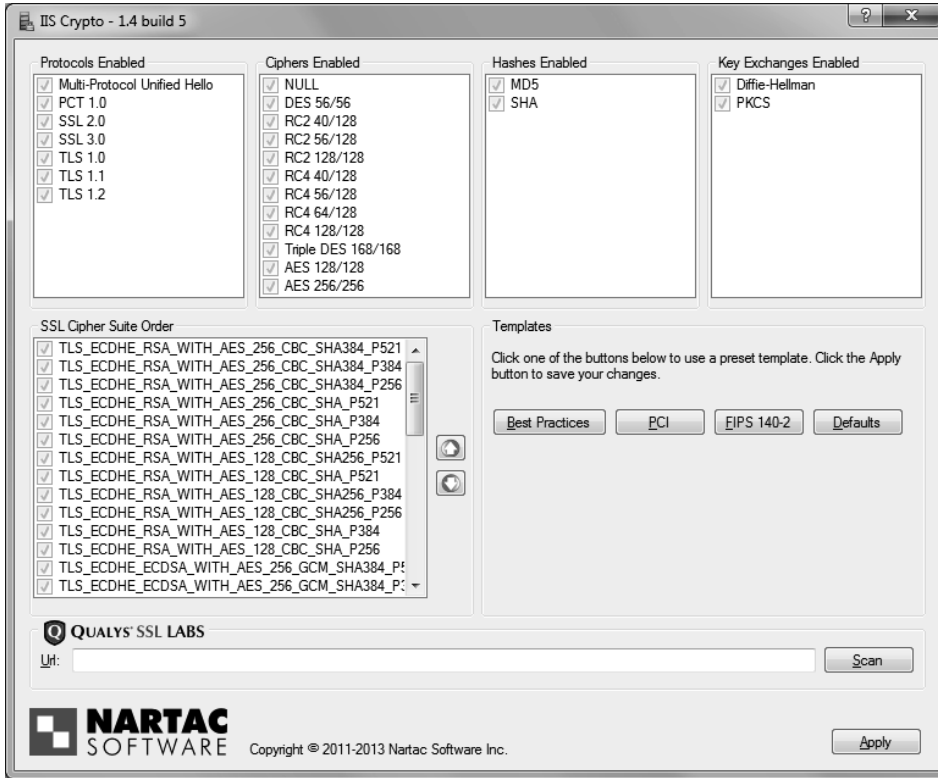 IIS Crypto - 1.4 build 5
?
X
Protocols Enabled
Multi-Protocol Unified Hello
PCT 1.0
SSL 2.0
SSL 3.0
TLS 1.0
TLS 1.1
TLS 1.2
Ciphers Enabled
NULL
DES 56/56
RC2 40/128
RC2 56/128
RC2 128/128
RC4 40/128
RC4 56/128
RC4 64/128
RC4 128/128
Triple DES 168/168
AES 128/128
AES 256/256
Hashes Enabled
MD5
SHA
Key Exchanges Enabled
Diffie-Hellman
PKCS
SSL Cipher Suite Order
TLS_ECDHE_RSA_WITH_AES_256_CBC_SHA384_P521
TLS_ECDHE_RSA_WITH_AES_256_CBC_SHA384_P384
TLS_ECDHE_RSA_WITH_AES_256_CBC_SHA384_P256
TLS_ECDHE_RSA_WITH_AES_256_CBC_SHA_P521
TLS_ECDHE_RSA_WITH_AES_256_CBC_SHA_P384
TLS_ECDHE_RSA_WITH_AES_256_CBC_SHA_P256
TLS_ECDHE_RSA_WITH_AES_128_CBC_SHA256_P521
TLS_ECDHE_RSA_WITH_AES_128_CBC_SHA_P521
TLS_ECDHE_RSA_WITH_AES_128_CBC_SHA256_P384
TLS_ECDHE_RSA_WITH_AES_128_CBC_SHA256_P256
TLS_ECDHE_RSA_WITH_AES_128_CBC_SHA_P384
TLS_ECDHE_RSA_WITH_AES_128_CBC_SHA_P256
TLS_ECDHE_ECDSA_WITH_AES_256_GCM_SHA384_P5
TLS_ECDHE_ECDSA_WITH_AES_256_GCM_SHA384_P3
Templates
Click one of the buttons below to use a preset template. Click the Apply
button to save your changes.
Best Practices
PCI
FIPS 140-2
Defaults
Q QUALYS' SSL LABS
Url:
Scan
NARTAC
SOFTWARE
Copyright © 2011-2013 Nartac Software Inc.
Apply